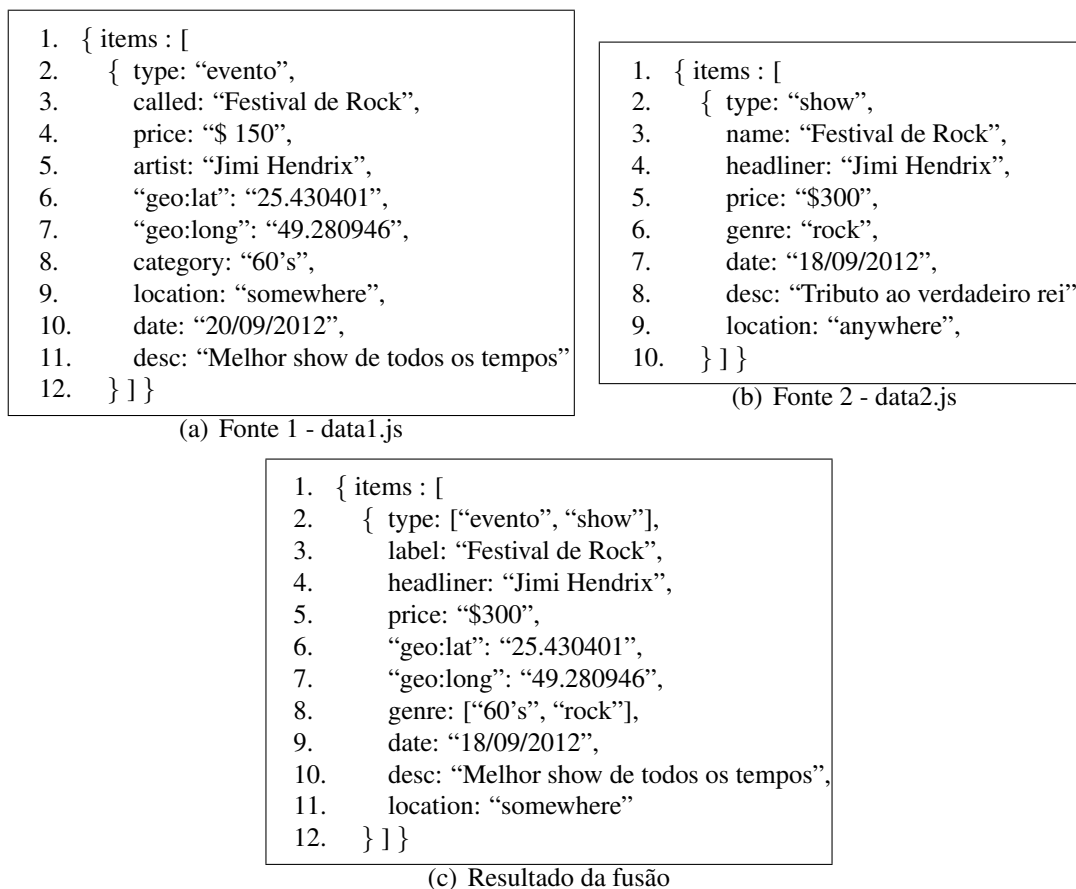 1. { items : [
2. { type: “evento”,
3. called: “Festival de Rock”,
4. price: “$ 150”,
5. artist: “Jimi Hendrix”,
6. “geo:lat”: “25.430401”,
7. “geo:long”: “49.280946”,
8. category: “60’s”,
9. location: “somewhere”,
10. date: “20/09/2012”,
11. desc: “Melhor show de todos os tempos”
12. } ] }
(a) Fonte 1 - data1.js
1. { items : [
2. { type: “show”,
3. name: “Festival de Rock”,
4. headliner: “Jimi Hendrix”,
5. price: “$300”,
6. genre: “rock”,
7. date: “18/09/2012”,
8. desc: “Tributo ao verdadeiro rei”
9. location: “anywhere”,
10. } ] }
(b) Fonte 2 - data2.js
1. { items : [
2. { type: [“evento”, “show”],
3. label: “Festival de Rock”,
4. headliner: “Jimi Hendrix”,
5. price: “$300”,
6. “geo:lat”: “25.430401”,
7. “geo:long”: “49.280946”,
8. genre: [“60’s”, “rock”],
9. date: “18/09/2012”,
10. desc: “Melhor show de todos os tempos”,
11. location: “somewhere”
12. } ] }
(c) Resultado da fusão